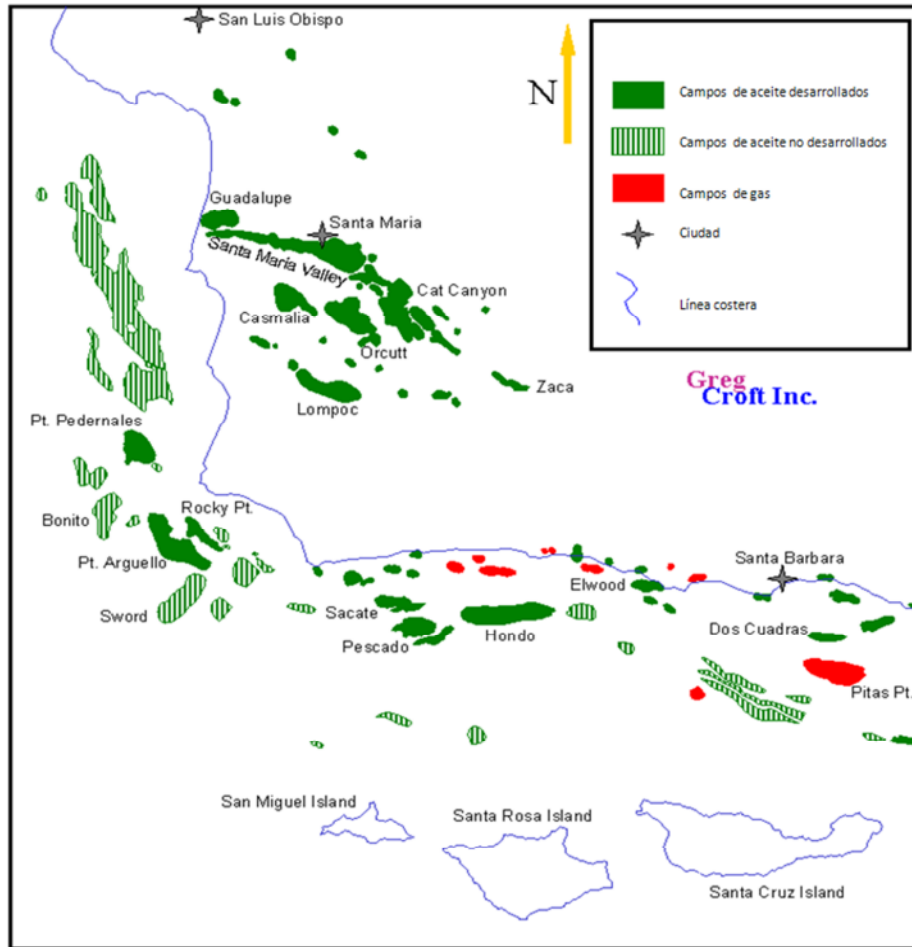 San Luis Obispo
N
Campos de aceite desarrollados
Campos de aceite no desarrollados
Campos de gas
Ciudad
Línea costera
Guadalupe
Santa Maria
Santa Maria Valley
Cat Canyon
Casmalia
Orcutt
Zaca
Lompoc
Greg
Croft Inc.
Pt. Pedernales
Bonito
Rocky Pt.
Pt. Arguello
Sword
Santa Barbara
Elwood
Sacate
Hondo
Pescado
Dos Cuadras
Pitas Pt.
San Miguel Island
Santa Rosa Island
Santa Cruz Island